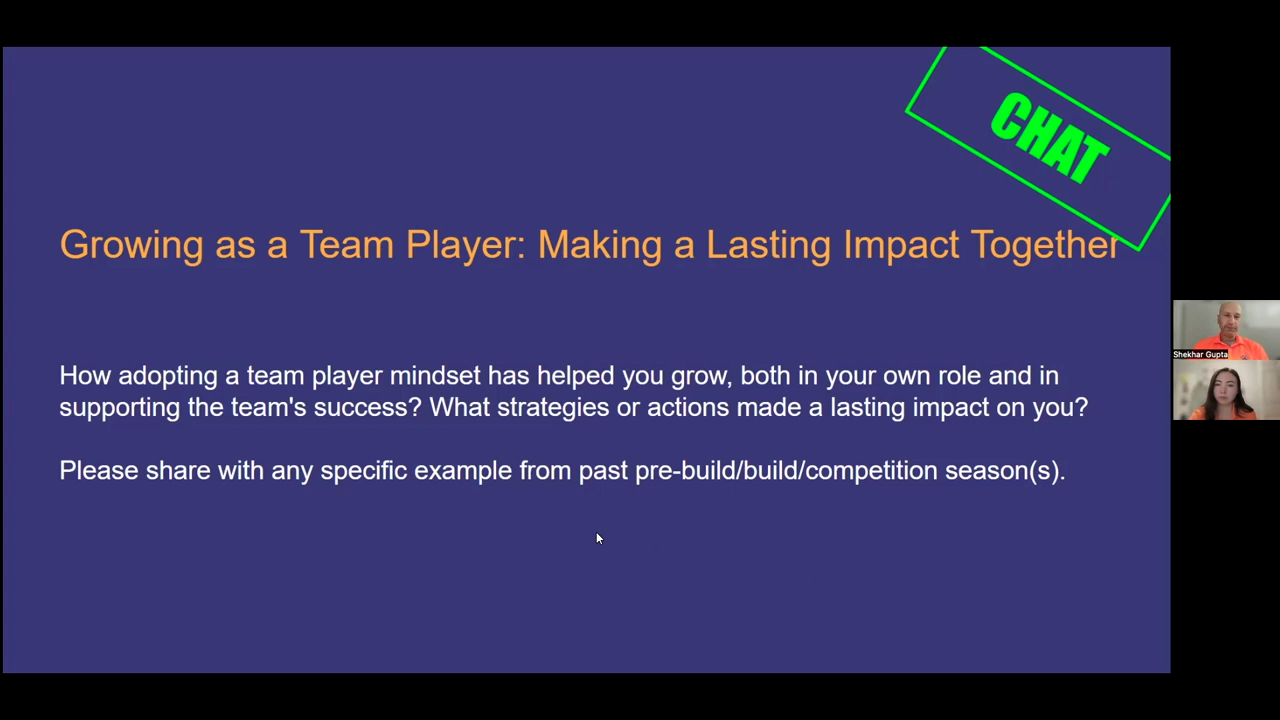 CHAT
Growing as a Team Player: Making a Lasting Impact Together
How adopting a team player mindset has helped you grow, both in your own role and in
supporting the team's success? What strategies or actions made a lasting impact on you?
Please share with any specific example from past pre-build/build/competition season(s).
Shekhar Gupta